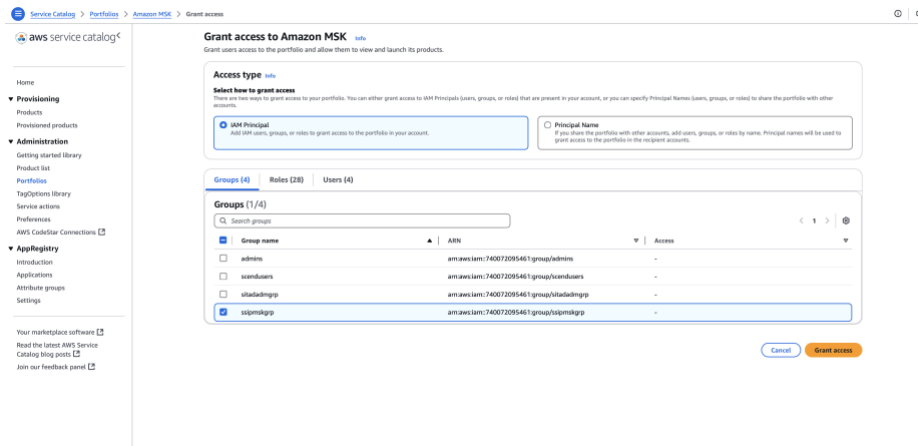 Service Catalog > Portfolios > Amazon MSK > Grant access
aws service catalog
Home
Provisioning
Products
Provisioned products
Administration
Getting started library
Product list
Portfolios
TagOptions library
Service actions
Preferences
AWS CodeStar Connections
AppRegistry
Introduction
Applications
Attribute groups
Settings
Your marketplace software
Read the latest AWS Service
Catalog blog posts
Join our feedback panel
Grant access to Amazon MSK Info
Grant users access to the portfolio and allow them to view and launch its products.
Access type Info
Select how to grant access
There are two ways to grant access to your portfolio. You can either grant access to IAM Principals (users, groups, or roles) that are present in your account, or you can specify Principal Names (users, groups, or roles) to share the portfolio with other
accounts.
IAM Principal
Add IAM users, groups, or roles to grant access to the portfolio in your account.
Principal Name
If you share the portfolio with other accounts, add users, groups, or roles by name. Principal names will be used to
grant access to the portfolio in the recipient accounts.
Groups (4) Roles (28) Users (4)
Groups (1/4)
Search groups
1
Group name ARN Access
admins arn:aws:iam::740072095461:group/admins -
scendusers arn:aws:iam::740072095461:group/scendusers -
sitadadmgrp arn:aws:iam::740072095461:group/sitadadmgrp -
ssipmskgrp arn:aws:iam::740072095461:group/ssipmskgrp -
Cancel Grant access